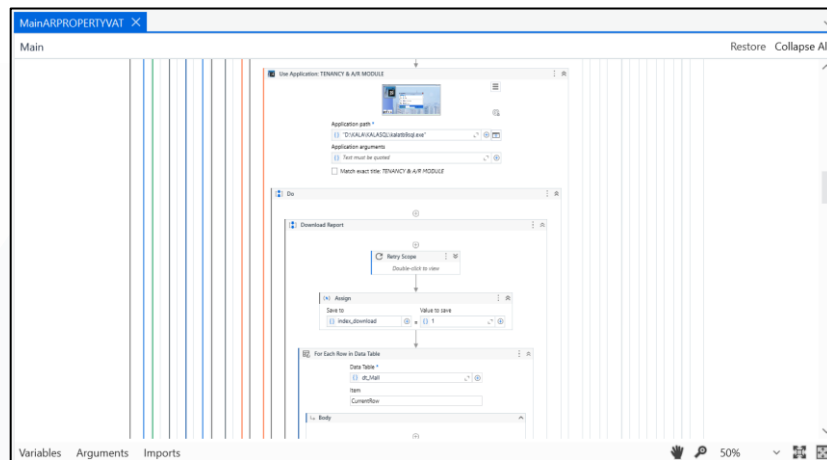 MainARPROPERTYVAT
Main
Restore Collapse Al
Use Application: TENANCY & A/R MODULE
Application path *
Application arguments
Text must be quoted
Match exact title: TENANCY & A/R MODULE
Do
Download Report
Retry Scope
Double-click to view
Assign
Save to Value to save
index_download = 1
For Each Row in Data Table
Data Table *
dt_Mall
Item
CurrentRow
Body
Variables Arguments Imports 50%